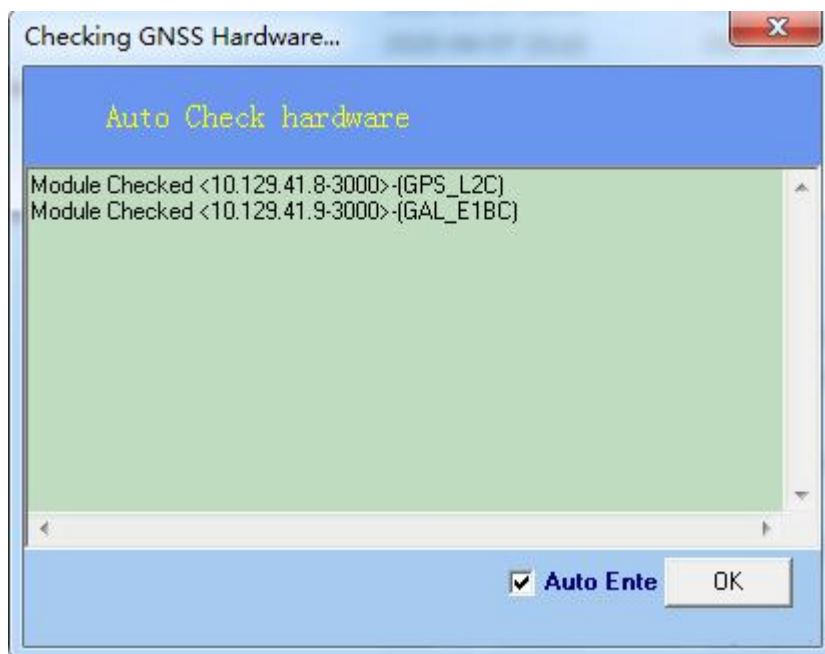 Checking GNSS Hardware...
Auto Check hardware
Module Checked <10.129.41.8-3000>-(GPS_L2C)
Module Checked <10.129.41.9-3000>-(GAL_E1BC)
Auto Ente
OK